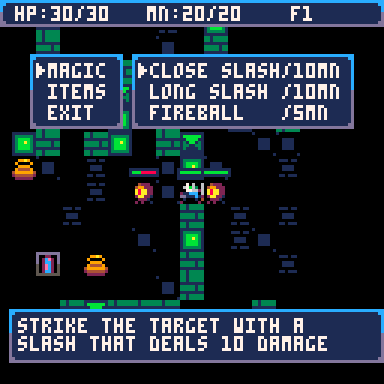 HP:30/30 MN:20/20 F1
MAGIC
ITEMS
EXIT
CLOSE SLASH/10MN
LONG SLASH/10MN
FIREBALL /5MN
STRIKE THE TARGET WITH A
SLASH THAT DEALS 10 DAMAGE